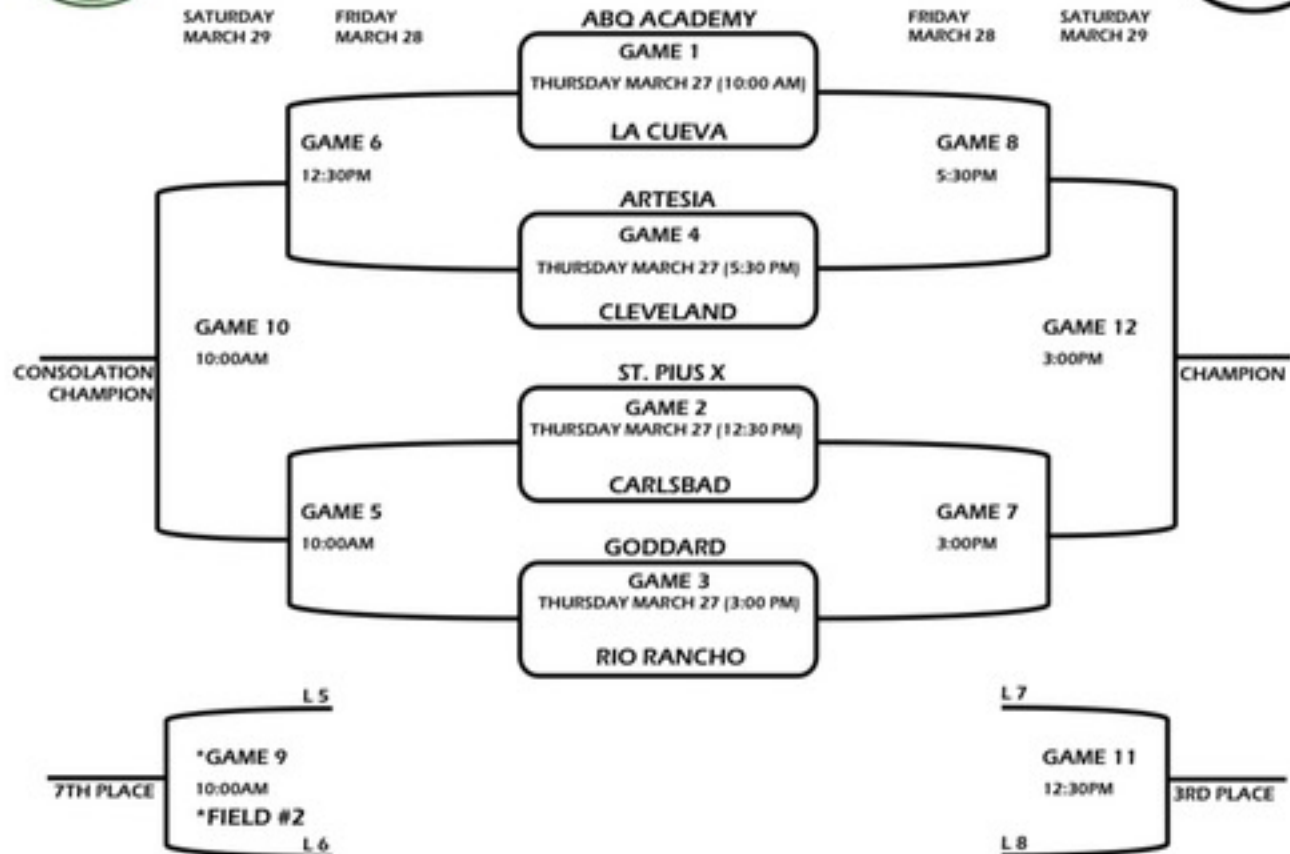 SATURDAY
MARCH 29
FRIDAY
MARCH 28
ABQ ACADEMY
FRIDAY
MARCH 28
SATURDAY
MARCH 29
GAME 1
THURSDAY MARCH 27 (10:00 AM)
LA CUEVA
GAME 6
12:30PM
GAME 8
5:30PM
ARTESIA
GAME 4
THURSDAY MARCH 27 (5:30 PM)
CLEVELAND
GAME 10
10:00AM
CONSOLATION
CHAMPION
GAME 12
3:00PM
CHAMPION
ST. PIUS X
GAME 2
THURSDAY MARCH 27 (12:30 PM)
CARLSBAD
GAME 5
10:00AM
GAME 7
3:00PM
GODDARD
GAME 3
THURSDAY MARCH 27 (3:00 PM)
RIO RANCHO
L 5
*GAME 9
10:00AM
*FIELD #2
7TH PLACE
L 6
L 7
GAME 11
12:30PM
3RD PLACE
L 8